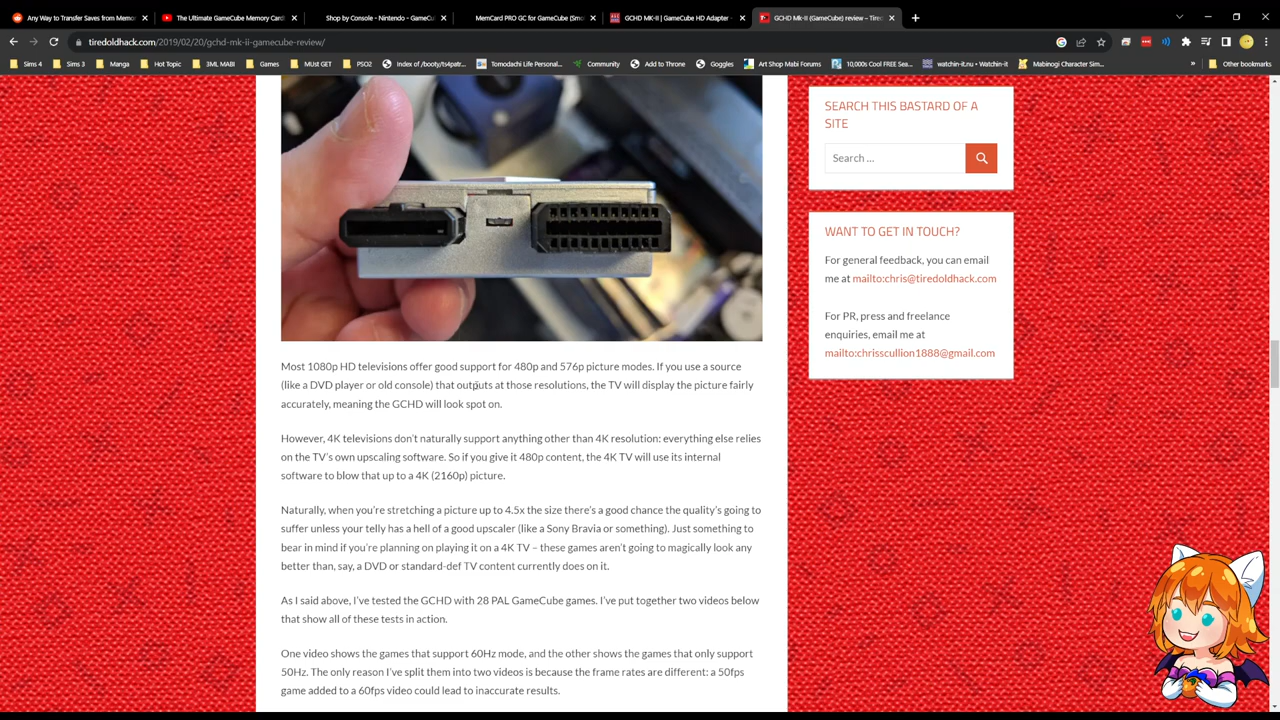 Any Way to Transfer Saves from Memor
The Ultimate GameCube Memory Card
Shop by Console - Nintendo - GameCu
MemCard PRO GC for GameCube (Smo
GCHD MK-II | GameCube HD Adapter -
GCHD Mk-II (GameCube) review – Tired
tiredoldhack.com/2019/02/20/gchd-mk-ii-gamecube-review/
Sims 4
Sims 3
Manga
Hot Topic
3ML MABI
Games
MUst GET
PSO2
Index of /booty/ts4patr...
Tomodachi Life Personal...
Community
Add to Throne
Goggles
Art Shop Mabi Forums
10,000s Cool FREE Sea...
watchin-it.nu • Watchin-it
Mabinogi Character Sim...
Other bookmarks
Most 1080p HD televisions offer good support for 480p and 576p picture modes. If you use a source
(like a DVD player or old console) that outputs at those resolutions, the TV will display the picture fairly
accurately, meaning the GCHD will look spot on.
However, 4K televisions don't naturally support anything other than 4K resolution: everything else relies
on the TV's own upscaling software. So if you give it 480p content, the 4K TV will use its internal
software to blow that up to a 4K (2160p) picture.
Naturally, when you're stretching a picture up to 4.5x the size there's a good chance the quality's going to
suffer unless your telly has a hell of a good upscaler (like a Sony Bravia or something). Just something to
bear in mind if you're planning on playing it on a 4K TV – these games aren't going to magically look any
better than, say, a DVD or standard-def TV content currently does on it.
As I said above, I've tested the GCHD with 28 PAL GameCube games. I've put together two videos below
that show all of these tests in action.
One video shows the games that support 60Hz mode, and the other shows the games that only support
50Hz. The only reason I've split them into two videos is because the frame rates are different: a 50fps
game added to a 60fps video could lead to inaccurate results.
SEARCH THIS BASTARD OF A
SITE
Search …
WANT TO GET IN TOUCH?
For general feedback, you can email
me at mailto:chris@tiredoldhack.com
For PR, press and freelance
enquiries, email me at
mailto:chrisscullion1888@gmail.com